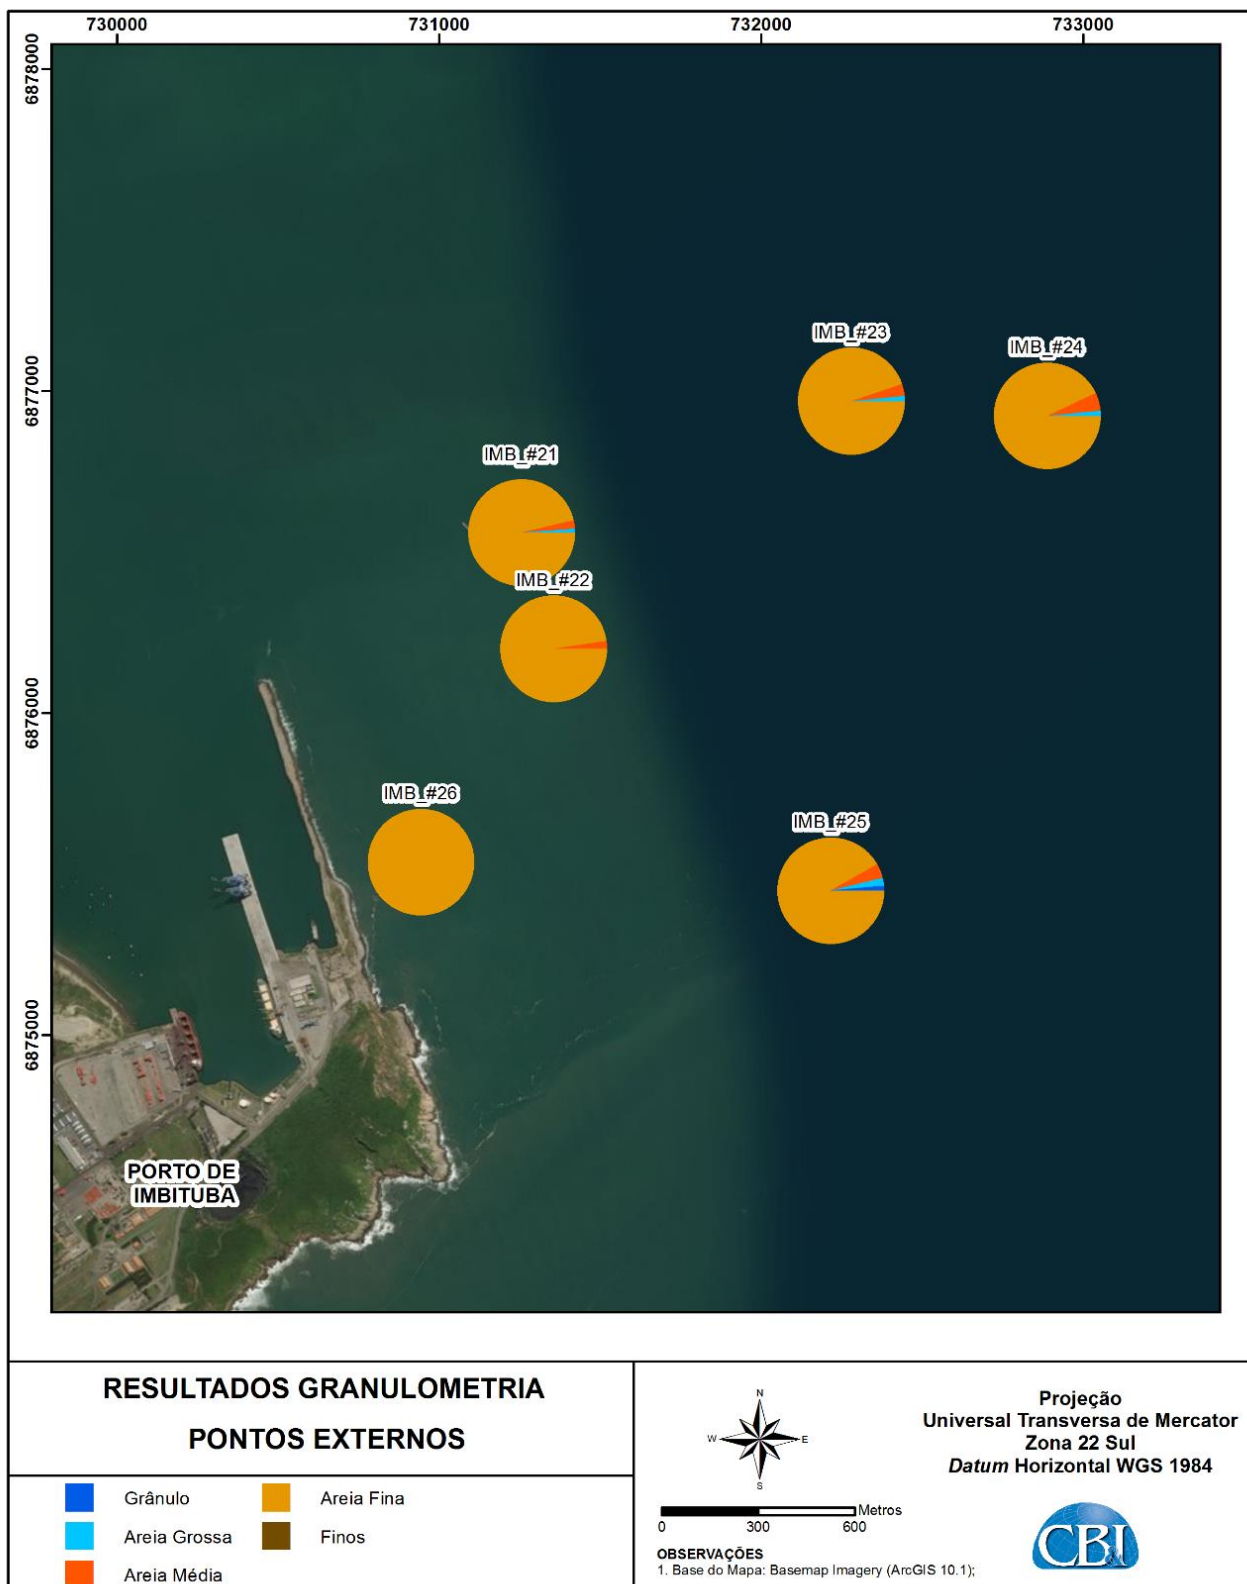 730000 731000 732000 733000
6878000
6877000
6876000
6875000
IMB_#23
IMB_#24
IMB_#21
IMB_#22
IMB_#26
IMB_#25
PORTO DE
IMBITUBA
RESULTADOS GRANULOMETRIA
PONTOS EXTERNOS
Grânulo
Areia Grossa
Areia Média
Areia Fina
Finos
N
W E
S
0 300 600 Metros
OBSERVAÇÕES
1. Base do Mapa: Basemap Imagery (ArcGIS 10.1);
Projeção
Universal Transversa de Mercator
Zona 22 Sul
Datum Horizontal WGS 1984
CB&I